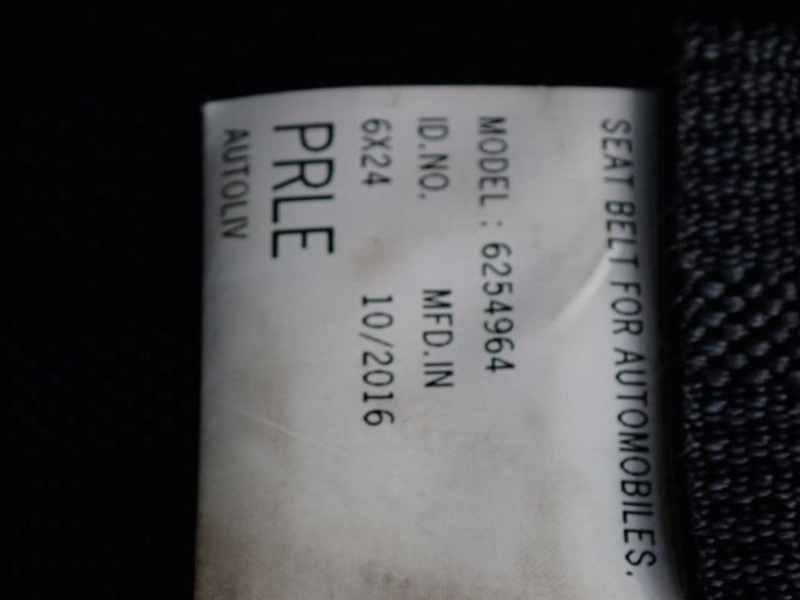 SEAT BELT FOR AUTOMOBILES.
MODEL : 6254964
ID.NO. MFD.IN
6X24 10/2016
PRLE
AUTOLIV